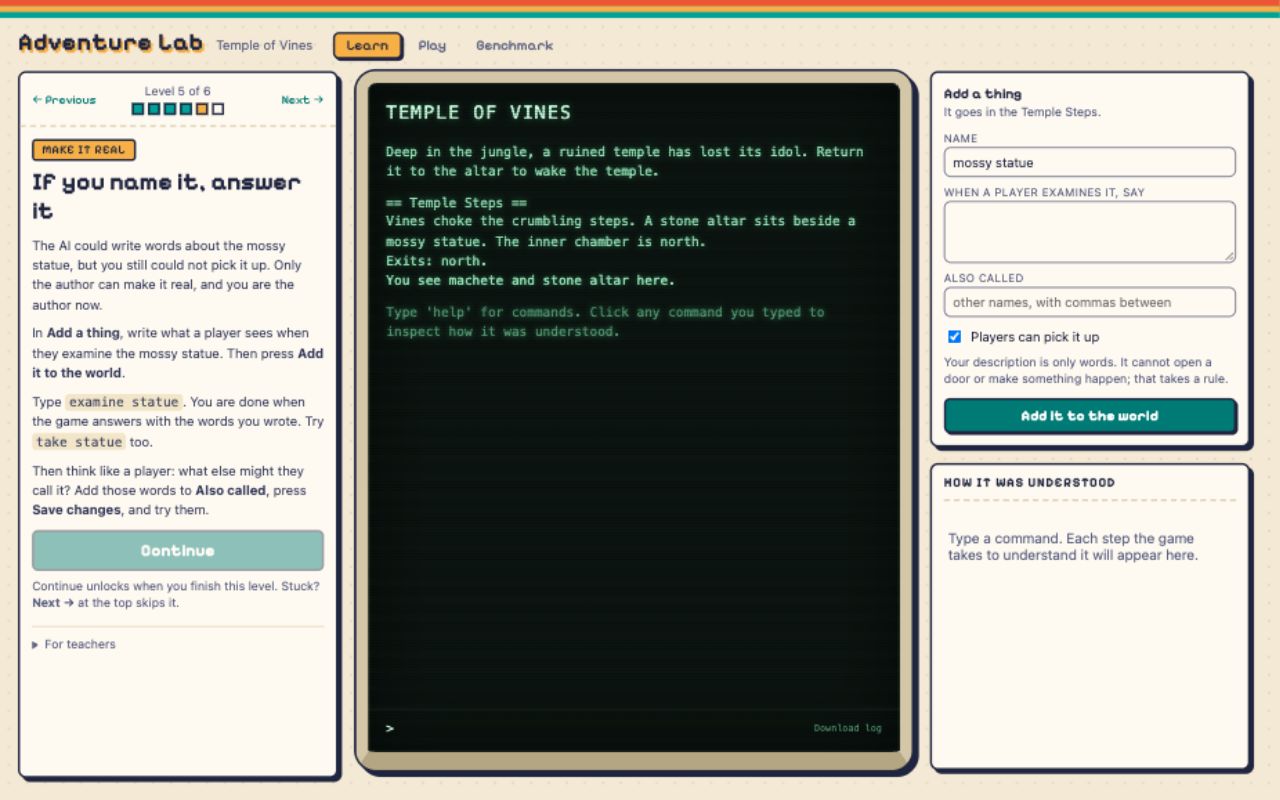 Adventure Lab Temple of Vines Learn Play Benchmark
← Previous Level 5 of 6 Next →
MAKE IT REAL
If you name it, answer
it
The AI could write words about the mossy
statue, but you still could not pick it up. Only
the author can make it real, and you are the
author now.
In Add a thing, write what a player sees when
they examine the mossy statue. Then press Add
it to the world.
Type examine statue. You are done when
the game answers with the words you wrote. Try
take statue too.
Then think like a player: what else might they
call it? Add those words to Also called, press
Save changes, and try them.
Continue
Continue unlocks when you finish this level. Stuck?
Next → at the top skips it.
▶ For teachers
TEMPLE OF VINES
Deep in the jungle, a ruined temple has lost its idol. Return
it to the altar to wake the temple.
== Temple Steps ==
Vines choke the crumbling steps. A stone altar sits beside a
mossy statue. The inner chamber is north.
Exits: north.
You see machete and stone altar here.
Type 'help' for commands. Click any command you typed to
inspect how it was understood.
> Download log
Add a thing
It goes in the Temple Steps.
NAME
mossy statue
WHEN A PLAYER EXAMINES IT, SAY
ALSO CALLED
other names, with commas between
Players can pick it up
Your description is only words. It cannot open a
door or make something happen; that takes a rule.
Add it to the world
HOW IT WAS UNDERSTOOD
Type a command. Each step the game
takes to understand it will appear here.